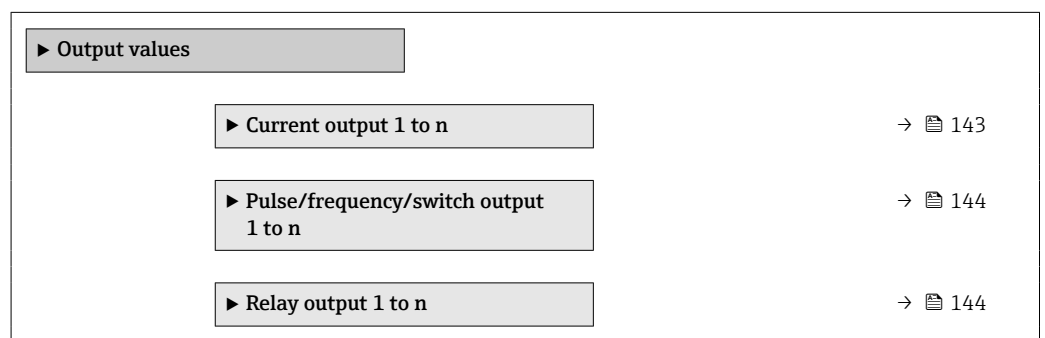 ► Output values
► Current output 1 to n → 143
► Pulse/frequency/switch output → 144
1 to n
► Relay output 1 to n → 144